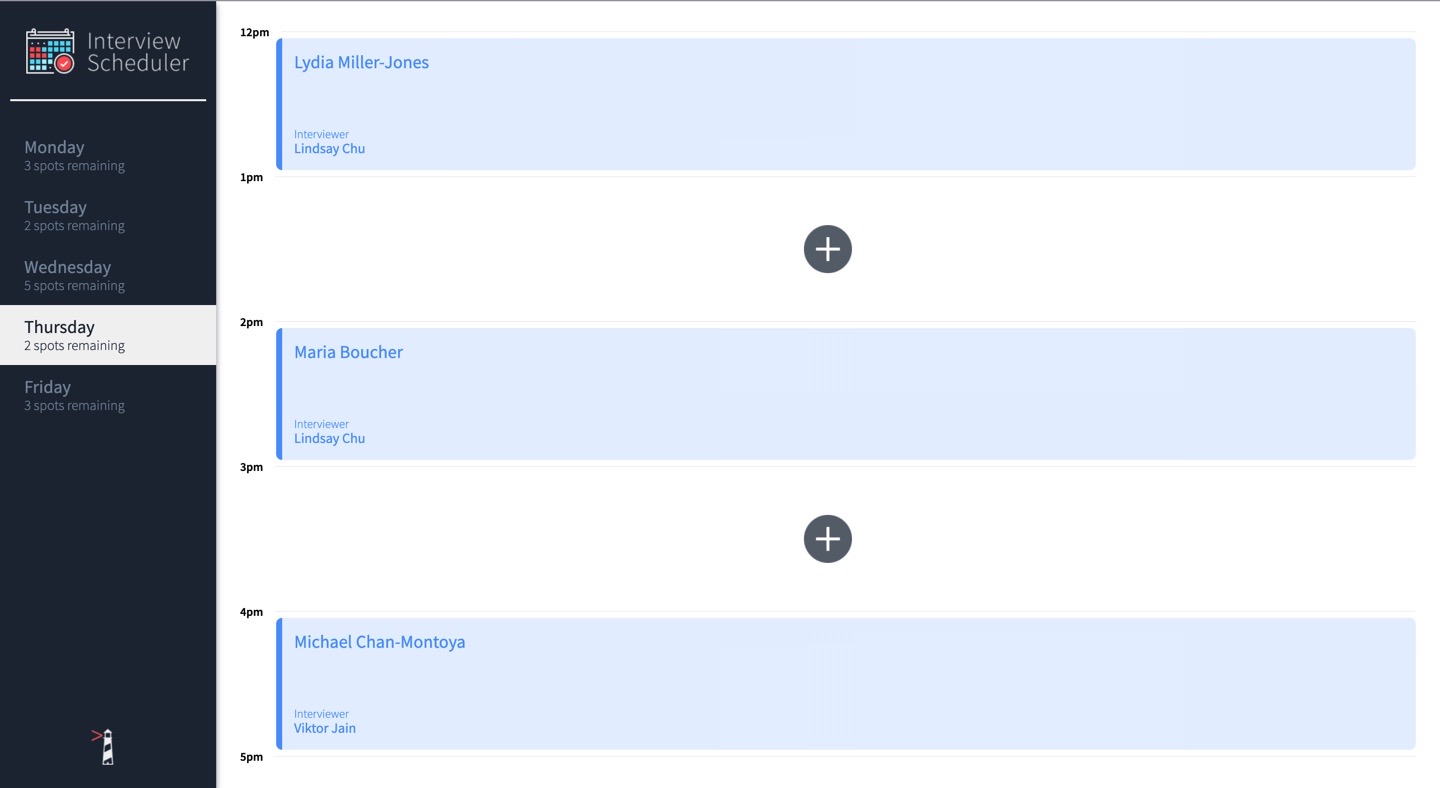 Interview
Scheduler
Monday
3 spots remaining
Tuesday
2 spots remaining
Wednesday
5 spots remaining
Thursday
2 spots remaining
Friday
3 spots remaining
12pm
Lydia Miller-Jones
Interviewer
Lindsay Chu
1pm
2pm
Maria Boucher
Interviewer
Lindsay Chu
3pm
4pm
Michael Chan-Montoya
Interviewer
Viktor Jain
5pm